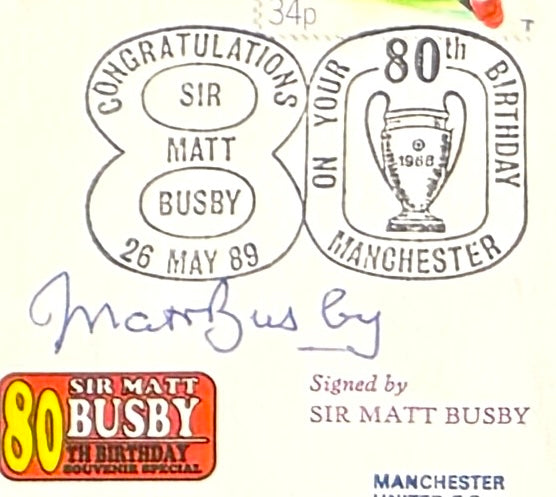 34p
T
CONGRATULATIONS
SIR
MATT
BUSBY
26 MAY 89
ON YOUR 80th BIRTHDAY
1968
MANCHESTER
Matt Busby
80
SIR MATT
BUSBY
TH BIRTHDAY
SOUVENIR SPECIAL
Signed by
SIR MATT BUSBY
MANCHESTER
UNITED F.C.